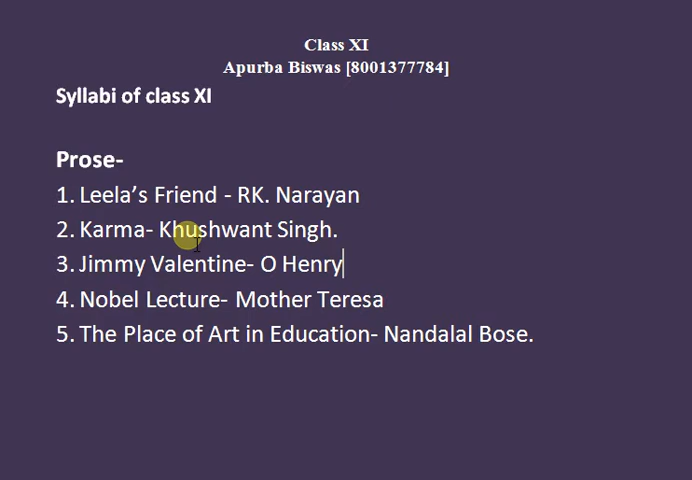 Class XI
Apurba Biswas [8001377784]
Syllabi of class XI
Prose-
1. Leela’s Friend - RK. Narayan
2. Karma- Khushwant Singh.
3. Jimmy Valentine- O Henry
4. Nobel Lecture- Mother Teresa
5. The Place of Art in Education- Nandalal Bose.